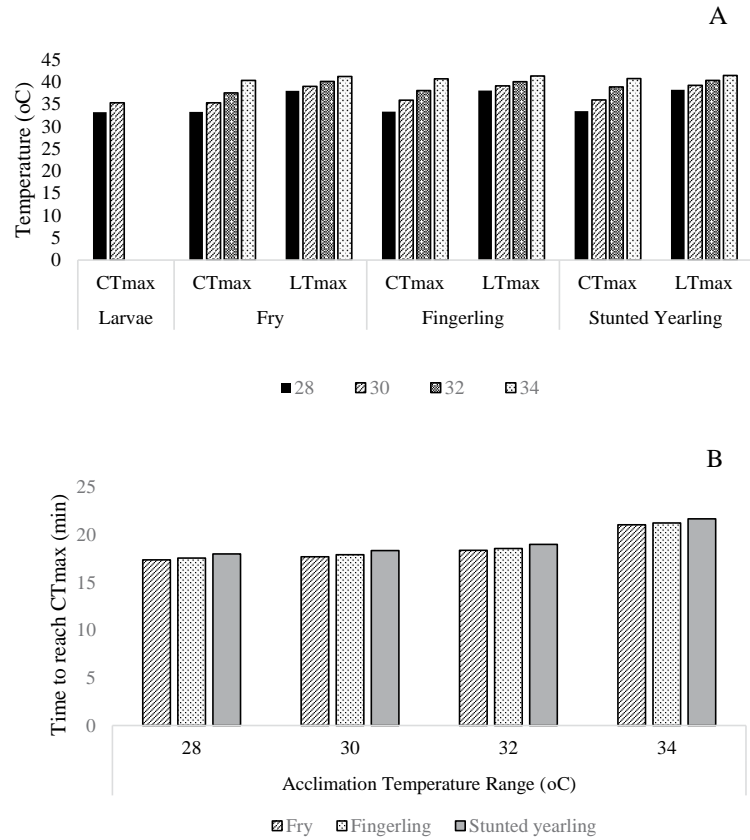 A
Temperature (oC)
45
40
35
30
25
20
15
10
5
0
CTmax CTmax LTmax CTmax LTmax CTmax LTmax
Larvae Fry Fingerling Stunted Yearling
28 30 32 34
B
Time to reach CTmax (min)
25
20
15
10
5
0
28 30 32 34
Acclimation Temperature Range (oC)
Fry Fingerling Stunted yearling